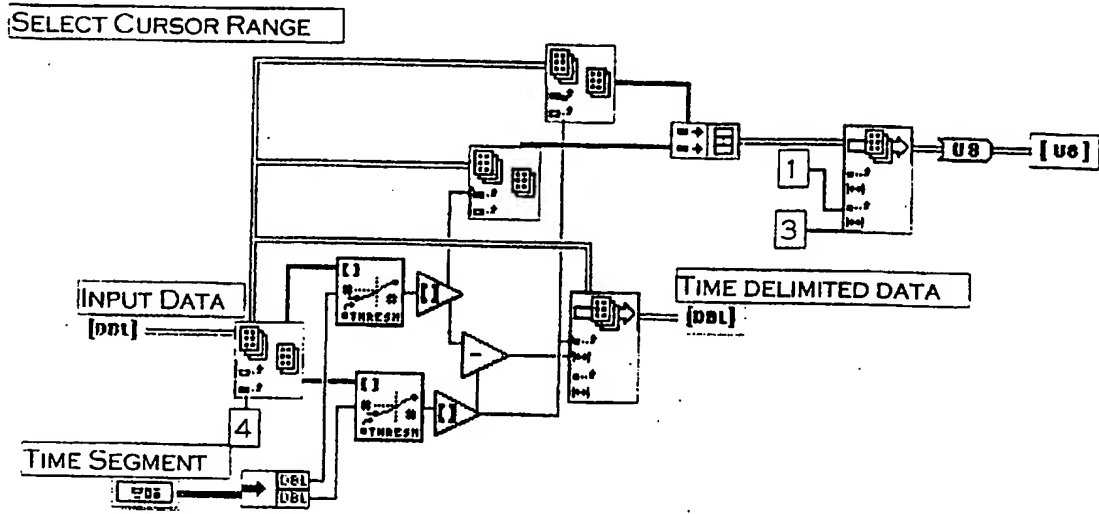 SELECT CURSOR RANGE
U8
[U8]
1
3
INPUT DATA
[DBL]
[ ]
THRESH
[ ]
TIME DELIMITED DATA
[DBL]
[ ]
THRESH
[ ]
4
TIME SEGMENT
DBL
DBL